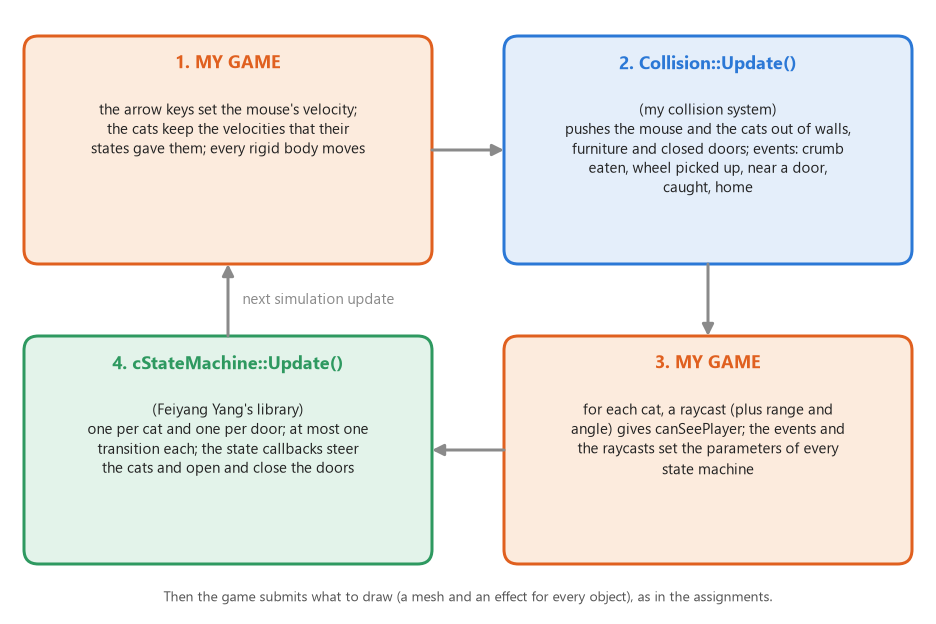 1. MY GAME
the arrow keys set the mouse's velocity;
the cats keep the velocities that their
states gave them; every rigid body moves
2. Collision::Update()
(my collision system)
pushes the mouse and the cats out of walls,
furniture and closed doors; events: crumb
eaten, wheel picked up, near a door,
caught, home
next simulation update
4. cStateMachine::Update()
(Feiyang Yang's library)
one per cat and one per door; at most one
transition each; the state callbacks steer
the cats and open and close the doors
3. MY GAME
for each cat, a raycast (plus range and
angle) gives canSeePlayer; the events and
the raycasts set the parameters of every
state machine
Then the game submits what to draw (a mesh and an effect for every object), as in the assignments.